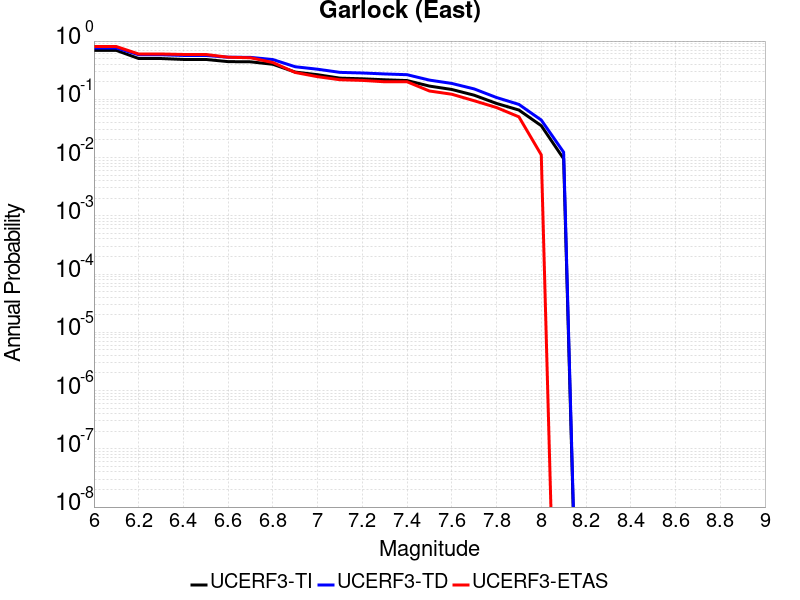 Garlock (East)
10^0
10^-1
10^-2
10^-3
10^-4
10^-5
10^-6
10^-7
10^-8
Annual Probability
6 6.2 6.4 6.6 6.8 7 7.2 7.4 7.6 7.8 8 8.2 8.4 8.6 8.8 9
Magnitude
UCERF3-TI UCERF3-TD UCERF3-ETAS